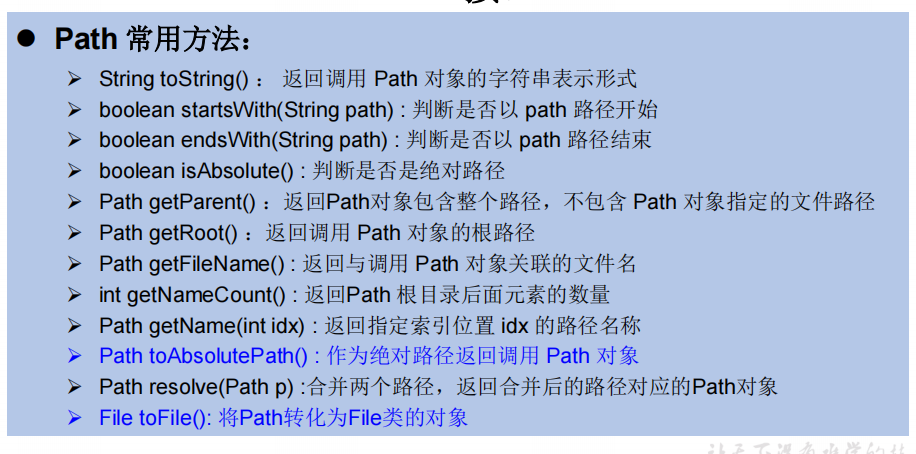 Path 常用方法：
String toString() ： 返回调用 Path 对象的字符串表示形式
boolean startsWith(String path) : 判断是否以 path 路径开始
boolean endsWith(String path) : 判断是否以 path 路径结束
boolean isAbsolute() : 判断是否是绝对路径
Path getParent() ：返回Path对象包含整个路径，不包含 Path 对象指定的文件路径
Path getRoot() ：返回调用 Path 对象的根路径
Path getFileName() : 返回与调用 Path 对象关联的文件名
int getNameCount() : 返回Path 根目录后面元素的数量
Path getName(int idx) : 返回指定索引位置 idx 的路径名称
Path toAbsolutePath() : 作为绝对路径返回调用 Path 对象
Path resolve(Path p) :合并两个路径，返回合并后的路径对应的Path对象
File toFile(): 将Path转化为File类的对象